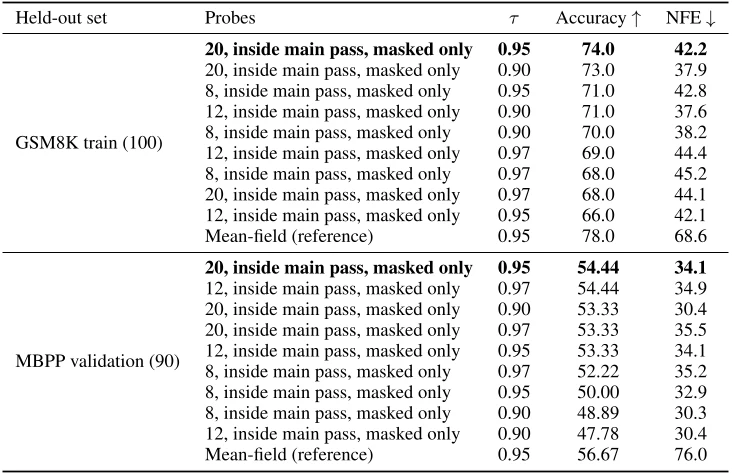 Held-out set Probes τ Accuracy ↑ NFE ↓
20, inside main pass, masked only 0.95 74.0 42.2
20, inside main pass, masked only 0.90 73.0 37.9
8, inside main pass, masked only 0.95 71.0 42.8
12, inside main pass, masked only 0.90 71.0 37.6
8, inside main pass, masked only 0.90 70.0 38.2
GSM8K train (100)
12, inside main pass, masked only 0.97 69.0 44.4
8, inside main pass, masked only 0.97 68.0 45.2
20, inside main pass, masked only 0.97 68.0 44.1
12, inside main pass, masked only 0.95 66.0 42.1
Mean-field (reference) 0.95 78.0 68.6
20, inside main pass, masked only 0.95 54.44 34.1
12, inside main pass, masked only 0.97 54.44 34.9
20, inside main pass, masked only 0.90 53.33 30.4
20, inside main pass, masked only 0.97 53.33 35.5
12, inside main pass, masked only 0.95 53.33 34.1
MBPP validation (90)
8, inside main pass, masked only 0.97 52.22 35.2
8, inside main pass, masked only 0.95 50.00 32.9
8, inside main pass, masked only 0.90 48.89 30.3
12, inside main pass, masked only 0.90 47.78 30.4
Mean-field (reference) 0.95 56.67 76.0